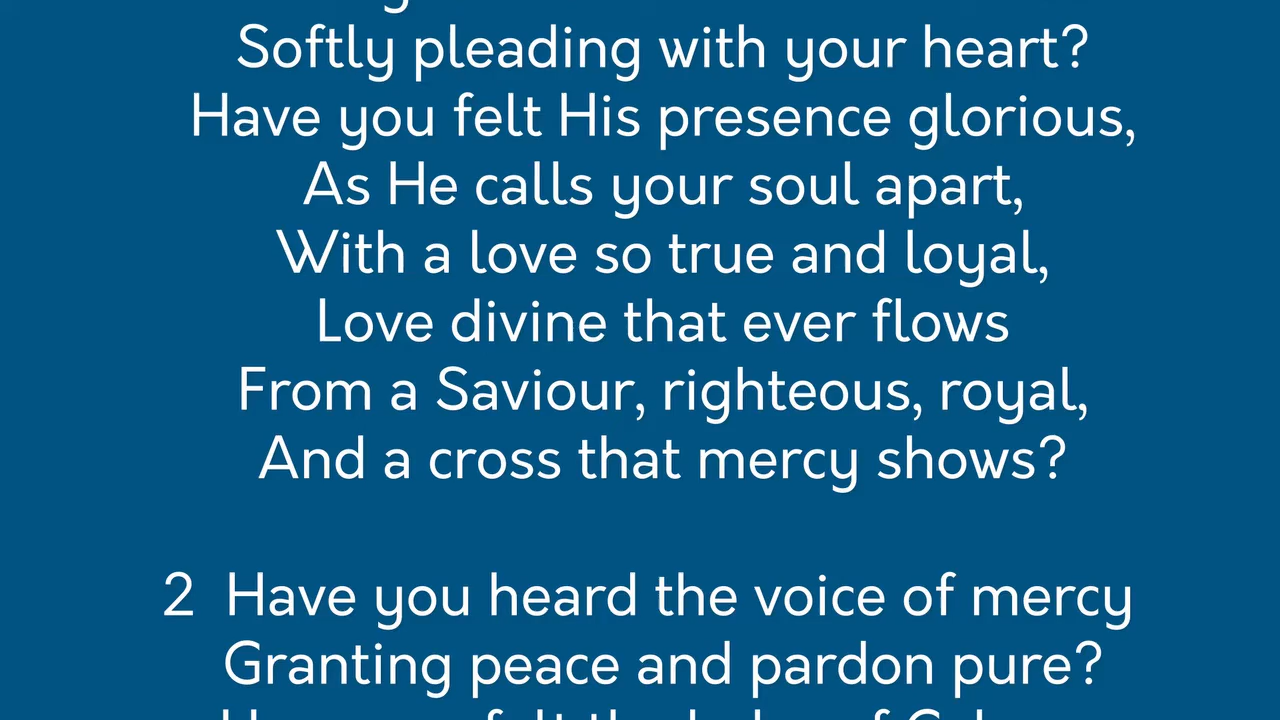 Softly pleading with your heart?
Have you felt His presence glorious,
As He calls your soul apart,
With a love so true and loyal,
Love divine that ever flows
From a Saviour, righteous, royal,
And a cross that mercy shows?
2 Have you heard the voice of mercy
Granting peace and pardon pure?